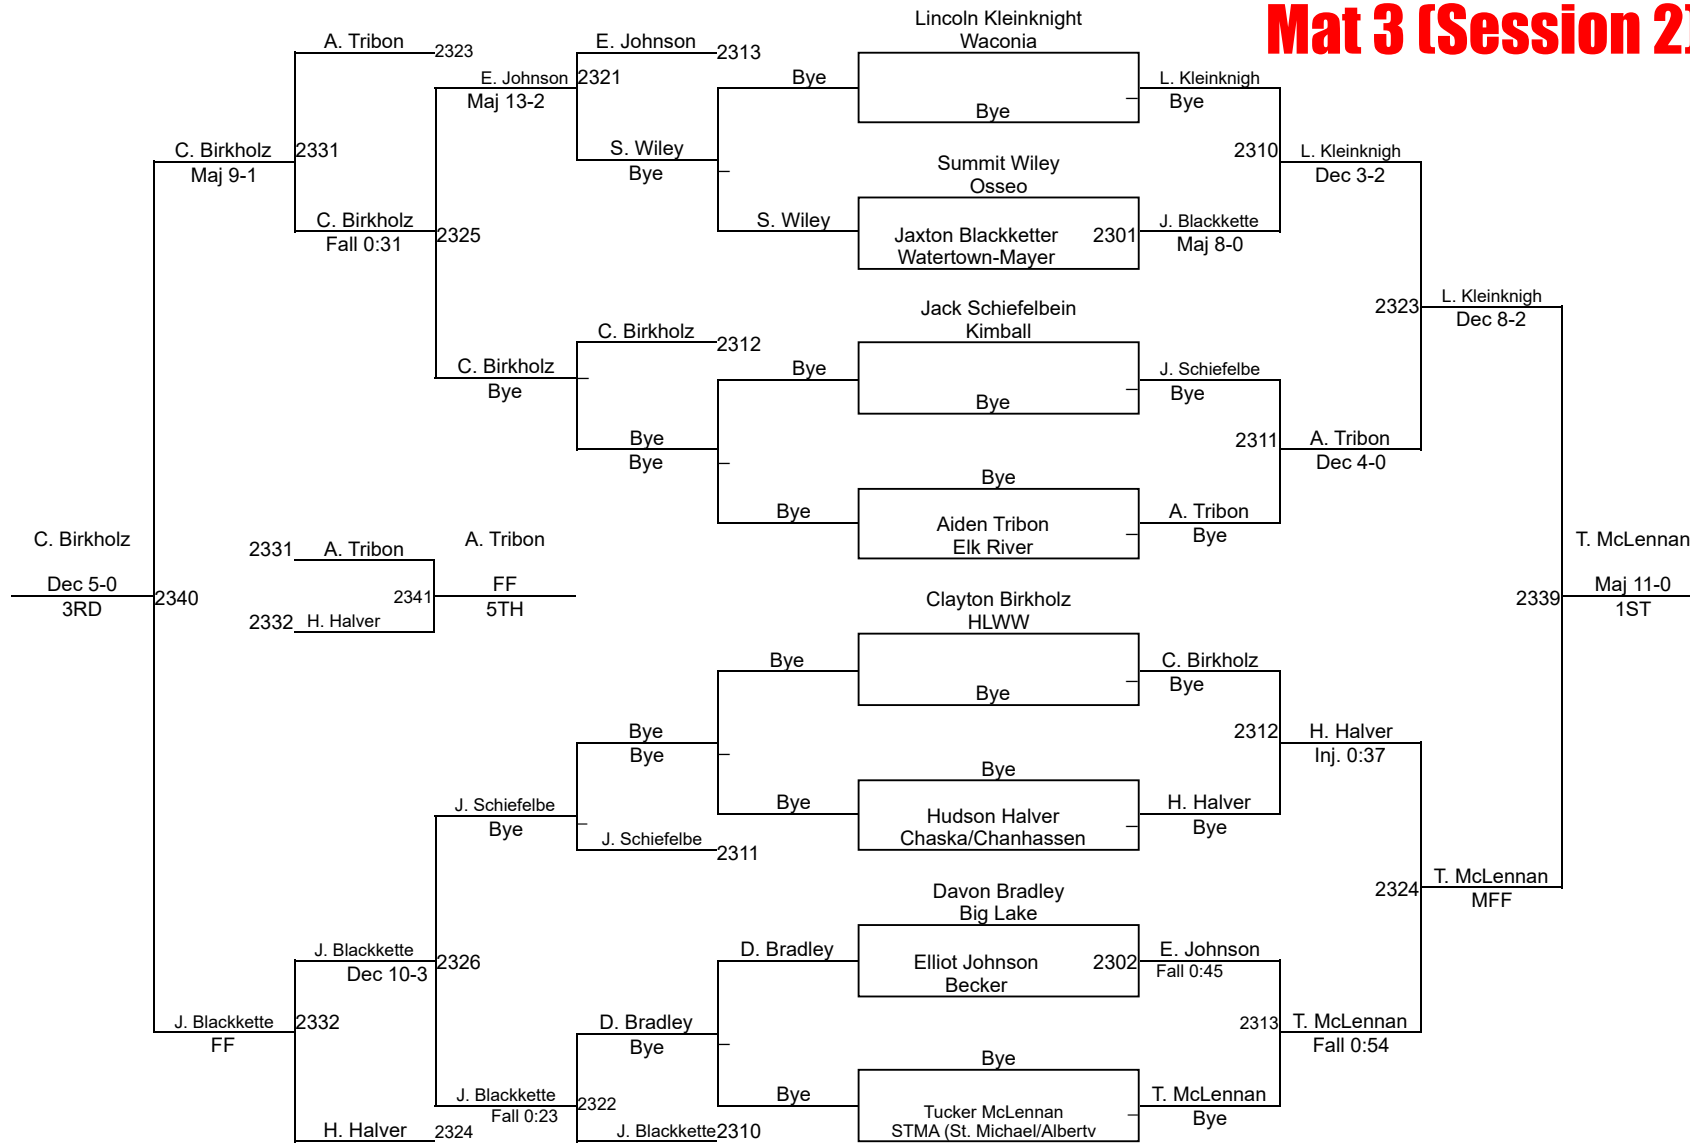 Mat 3 (Session 2)
Lincoln Kleinknight
Waconia
A. Tribon
2323
E. Johnson
2313
E. Johnson
2321
Maj 13-2
Bye
Bye
L. Kleinknigh
Bye
C. Birkholz
2331
Maj 9-1
S. Wiley
Bye
Summit Wiley
Osseo
2310
L. Kleinknigh
Dec 3-2
C. Birkholz
Fall 0:31
2325
S. Wiley
Jaxton Blackketter
2301
Watertown-Mayer
J. Blackkette
Maj 8-0
Jack Schiefelbein
Kimball
2323
L. Kleinknigh
Dec 8-2
C. Birkholz
2312
C. Birkholz
Bye
Bye
Bye
J. Schiefelbe
Bye
Bye
Bye
2311
A. Tribon
Dec 4-0
Bye
Bye
Aiden Tribon
Elk River
A. Tribon
Bye
C. Birkholz
Dec 5-0
3RD
2340
2331
A. Tribon
2332
H. Halver
2341
A. Tribon
FF
5TH
T. McLennan
2339
Maj 11-0
1ST
Clayton Birkholz
HLWW
Bye
Bye
C. Birkholz
Bye
Bye
Bye
2312
H. Halver
Inj. 0:37
Bye
Bye
Hudson Halver
Chaska/Chanhassen
H. Halver
Bye
J. Schiefelbe
Bye
J. Schiefelbe
2311
Davon Bradley
Big Lake
2324
T. McLennan
MFF
J. Blackkette
Dec 10-3
2326
D. Bradley
Elliot Johnson
2302
Becker
E. Johnson
Fall 0:45
J. Blackkette
2332
FF
D. Bradley
Bye
2313
T. McLennan
Fall 0:54
Bye
J. Blackkette
2322
Fall 0:23
Bye
Tucker McLennan
STMA (St. Michael/Albertv
T. McLennan
Bye
H. Halver
2324
J. Blackkette
2310